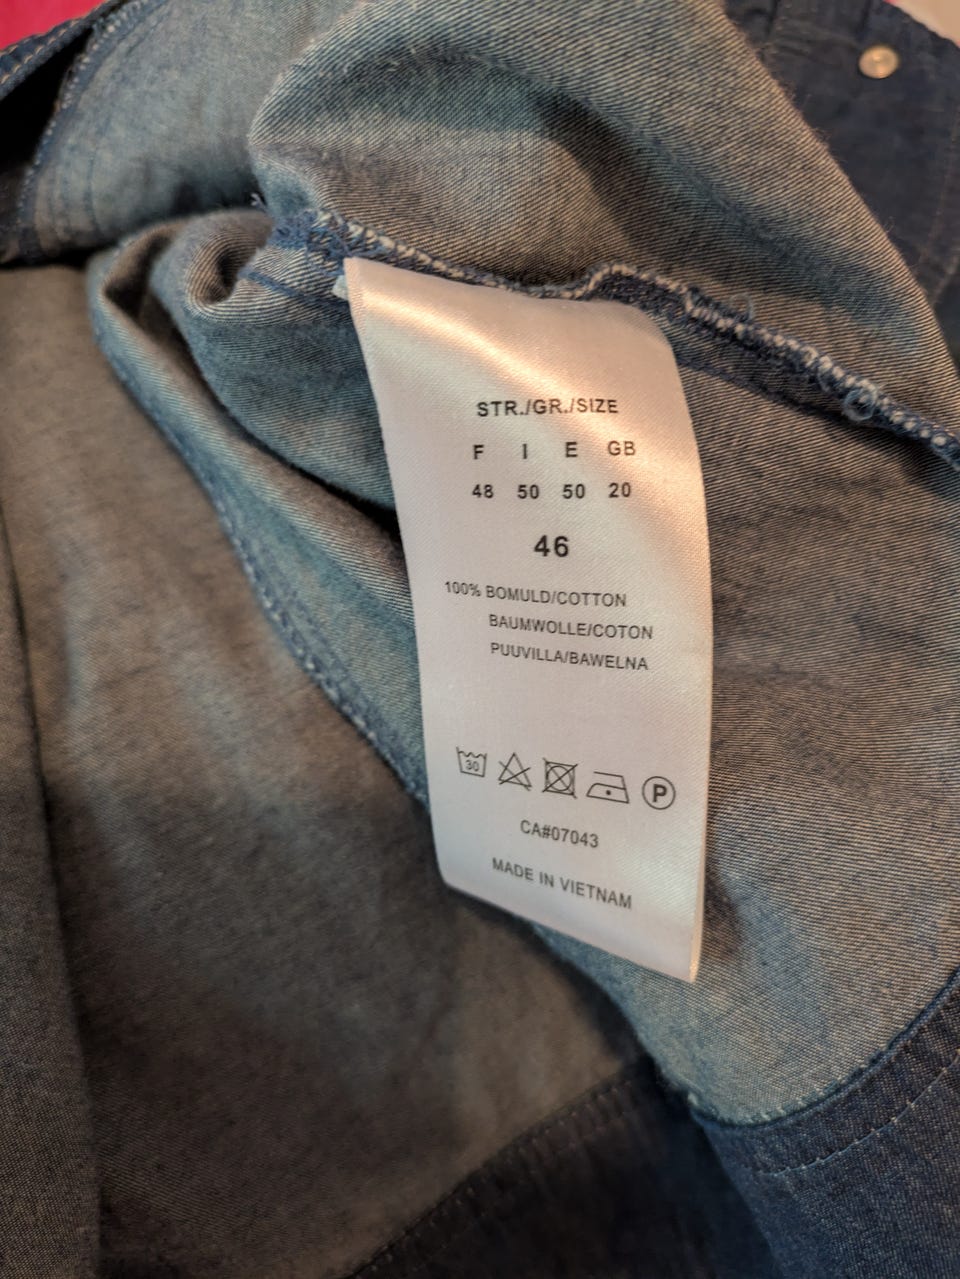 STR./GR./SIZE
F I E GB
48 50 50 20
46
100% BOMULD/COTTON
BAUMWOLLE/COTON
PUUVILLA/BAWELNA
30
P
CA#07043
MADE IN VIETNAM